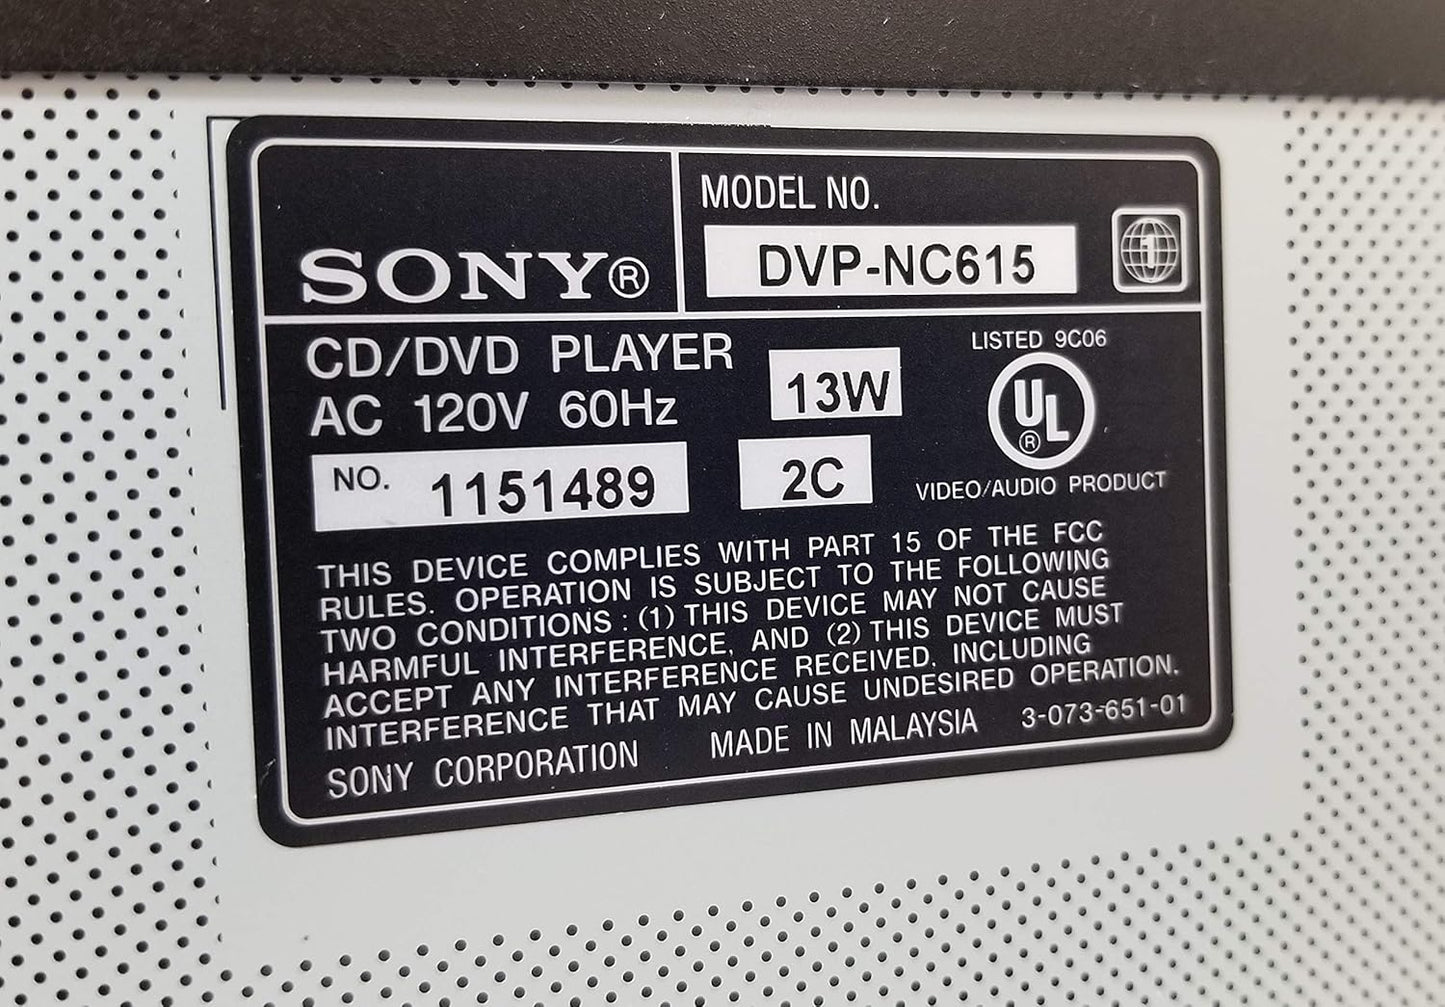 SONY®
MODEL NO.
DVP-NC615
1
CD/DVD PLAYER
AC 120V 60Hz
13W
NO. 1151489
2C
LISTED 9C06
UL®
VIDEO/AUDIO PRODUCT
THIS DEVICE COMPLIES WITH PART 15 OF THE FCC
RULES. OPERATION IS SUBJECT TO THE FOLLOWING
TWO CONDITIONS : (1) THIS DEVICE MAY NOT CAUSE
HARMFUL INTERFERENCE, AND (2) THIS DEVICE MUST
ACCEPT ANY INTERFERENCE RECEIVED, INCLUDING
INTERFERENCE THAT MAY CAUSE UNDESIRED OPERATION.
SONY CORPORATION MADE IN MALAYSIA 3-073-651-01